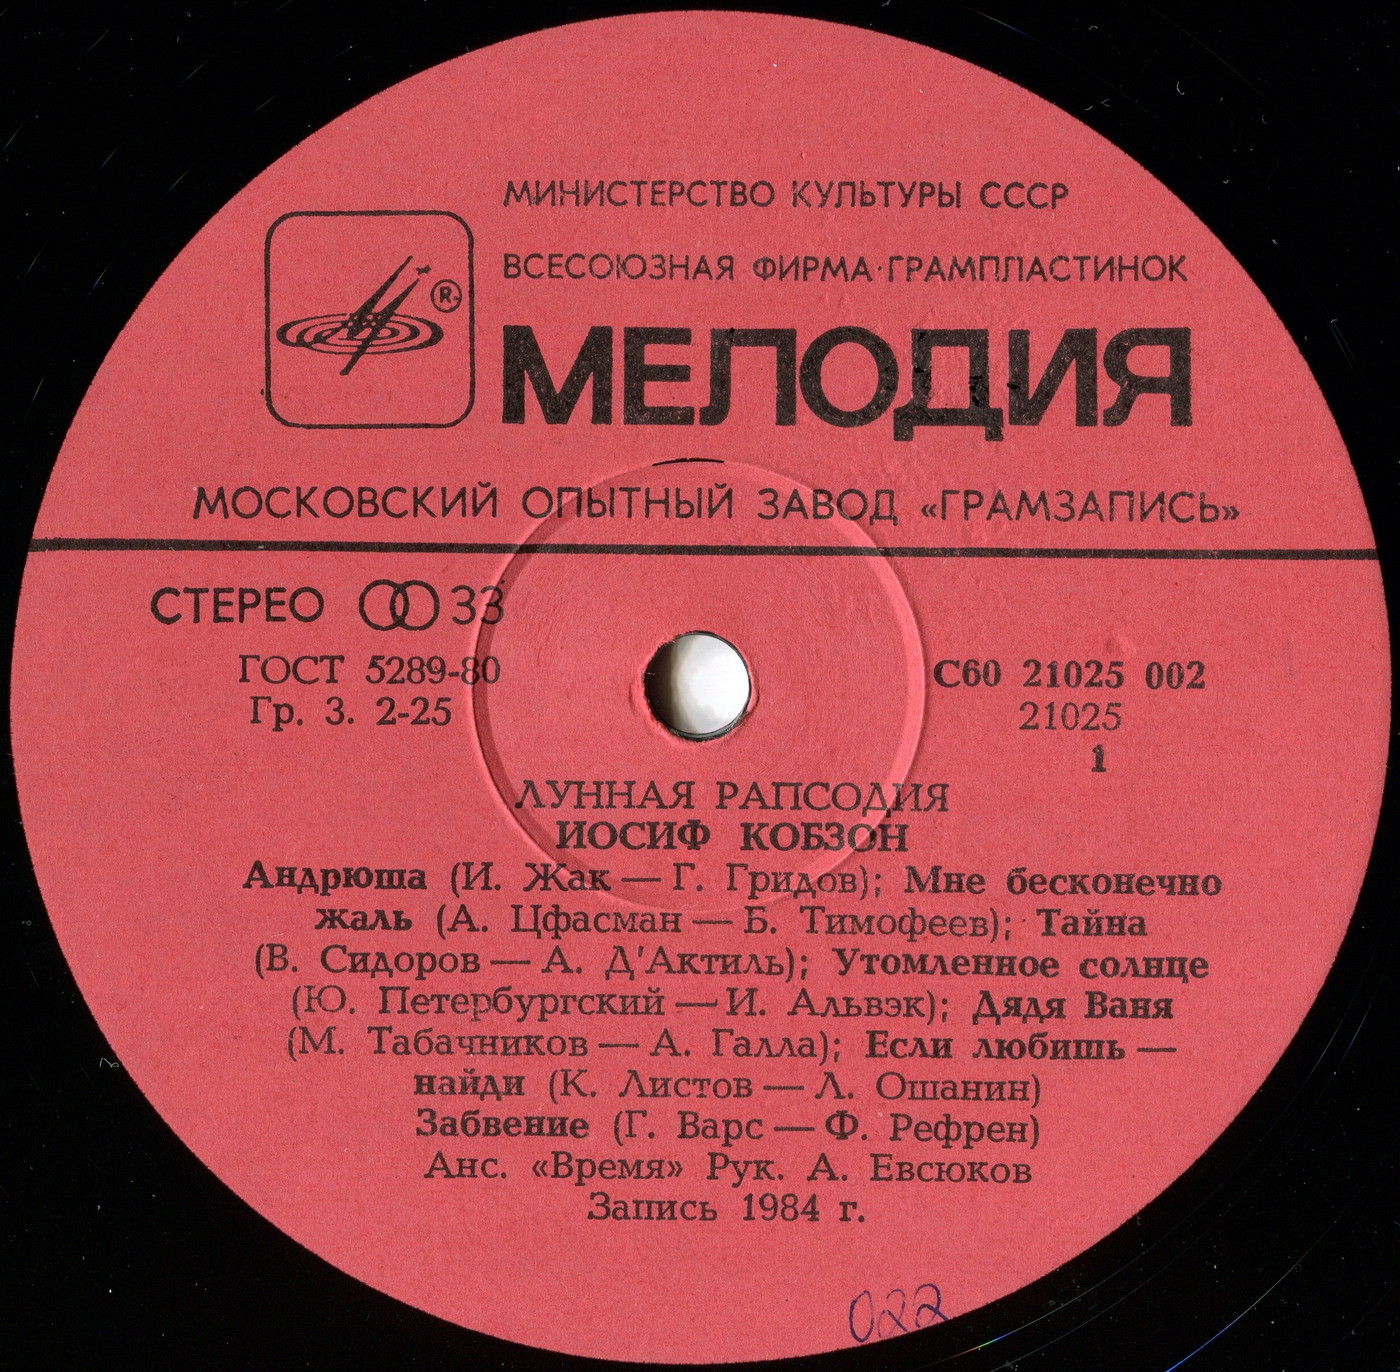 МИНИСТЕРСТВО КУЛЬТУРЫ СССР
ВСЕСОЮЗНАЯ ФИРМА·ГРАМПЛАСТИНОК
®
МЕЛОДИЯ
МОСКОВСКИЙ ОПЫТНЫЙ ЗАВОД «ГРАМЗАПИСЬ»
СТЕРЕО 33
ГОСТ 5289-80
Гр. 3. 2-25
С60 21025 002
21025
1
ЛУННАЯ РАПСОДИЯ
ИОСИФ КОБЗОН
Андрюша (И. Жак — Г. Гридов); Мне бесконечно
жаль (А. Цфасман — Б. Тимофеев); Тайна
(В. Сидоров — А. Д'Актиль); Утомленное солнце
(Ю. Петербургский — И. Альвэк); Дядя Ваня
(М. Табачников — А. Галла); Если любишь —
найди (К. Листов — Л. Ошанин)
Забвение (Г. Варс — Ф. Рефрен)
Анс. «Время» Рук. А. Евсюков
Запись 1984 г.
022